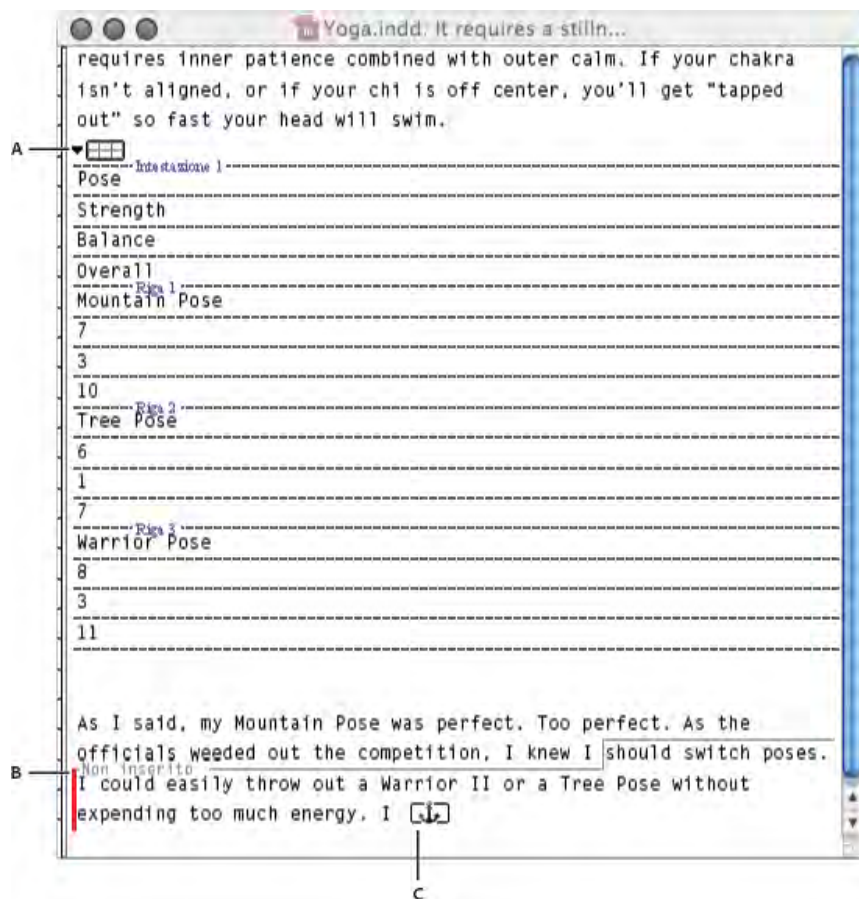 Yoga.indd: It requires a stilln...
requires inner patience combined with outer calm. If your chakra
isn't aligned, or if your chi is off center, you'll get "tapped
out" so fast your head will swim.
A
Intestazione 1
Pose
Strength
Balance
Overall
Riga 1
Mountain Pose
7
3
10
Riga 2
Tree Pose
6
1
7
Riga 3
Warrior Pose
8
3
11
As I said, my Mountain Pose was perfect. Too perfect. As the
officials weeded out the competition, I knew I should switch poses.
B
Non inserito
I could easily throw out a Warrior II or a Tree Pose without
expending too much energy. I
C